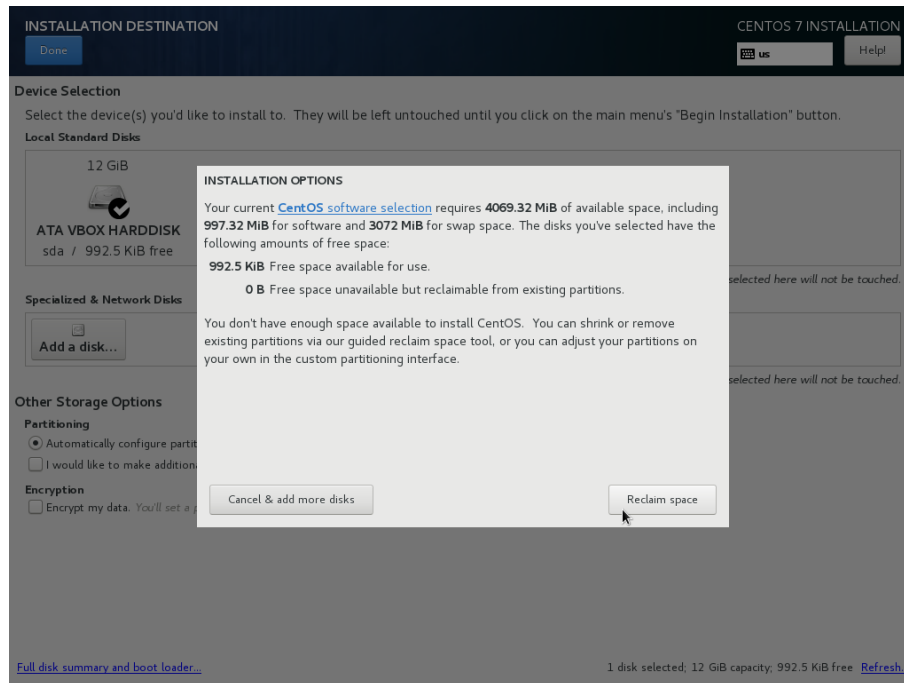 INSTALLATION DESTINATION
CENTOS 7 INSTALLATION
Done
us
Help!
Device Selection
Select the device(s) you'd like to install to. They will be left untouched until you click on the main menu's "Begin Installation" button.
Local Standard Disks
12 GiB
ATA VBOX HARDDISK
sda / 992.5 KiB free
selected here will not be touched.
Specialized & Network Disks
Add a disk...
selected here will not be touched.
Other Storage Options
Partitioning
Automatically configure
I would like to make
Encryption
Encrypt my data. You'll set a
INSTALLATION OPTIONS
Your current CentOS software selection requires 4069.32 MiB of available space, including
997.32 MiB for software and 3072 MiB for swap space. The disks you've selected have the
following amounts of free space:
992.5 KiB Free space available for use.
0 B Free space unavailable but reclaimable from existing partitions.
You don't have enough space available to install CentOS. You can shrink or remove
existing partitions via our guided reclaim space tool, or you can adjust your partitions on
your own in the custom partitioning interface.
Cancel & add more disks
Reclaim space
Full disk summary and boot loader...
1 disk selected; 12 GiB capacity; 992.5 KiB free Refresh.